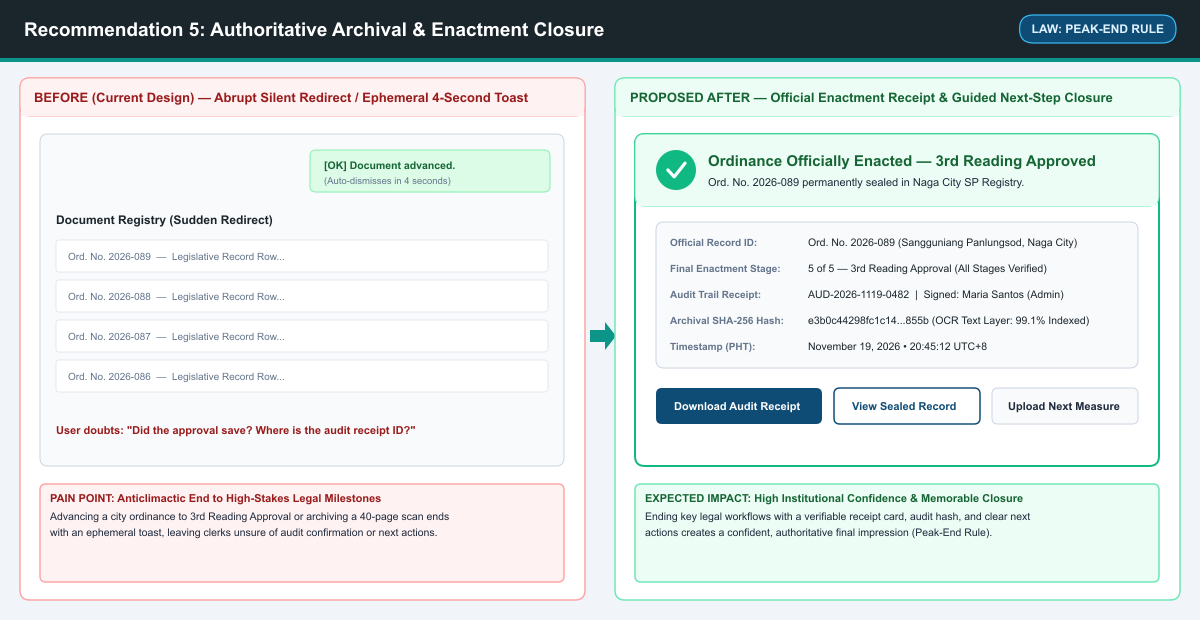 Recommendation 5: Authoritative Archival & Enactment Closure
LAW: PEAK-END RULE
BEFORE (Current Design) — Abrupt Silent Redirect / Ephemeral 4-Second Toast
[OK] Document advanced.
(Auto-dismisses in 4 seconds)
Document Registry (Sudden Redirect)
Ord. No. 2026-089 — Legislative Record Row...
Ord. No. 2026-088 — Legislative Record Row...
Ord. No. 2026-087 — Legislative Record Row...
Ord. No. 2026-086 — Legislative Record Row...
User doubts: "Did the approval save? Where is the audit receipt ID?"
PAIN POINT: Anticlimactic End to High-Stakes Legal Milestones
Advancing a city ordinance to 3rd Reading Approval or archiving a 40-page scan ends
with an ephemeral toast, leaving clerks unsure of audit confirmation or next actions.
PROPOSED AFTER — Official Enactment Receipt & Guided Next-Step Closure
Ordinance Officially Enacted — 3rd Reading Approved
Ord. No. 2026-089 permanently sealed in Naga City SP Registry.
Official Record ID: Ord. No. 2026-089 (Sangguniang Panlungsod, Naga City)
Final Enactment Stage: 5 of 5 — 3rd Reading Approval (All Stages Verified)
Audit Trail Receipt: AUD-2026-1119-0482 | Signed: Maria Santos (Admin)
Archival SHA-256 Hash: e3b0c44298fc1c14...855b (OCR Text Layer: 99.1% Indexed)
Timestamp (PHT): November 19, 2026 • 20:45:12 UTC+8
Download Audit Receipt
View Sealed Record
Upload Next Measure
EXPECTED IMPACT: High Institutional Confidence & Memorable Closure
Ending key legal workflows with a verifiable receipt card, audit hash, and clear next
actions creates a confident, authoritative final impression (Peak-End Rule).